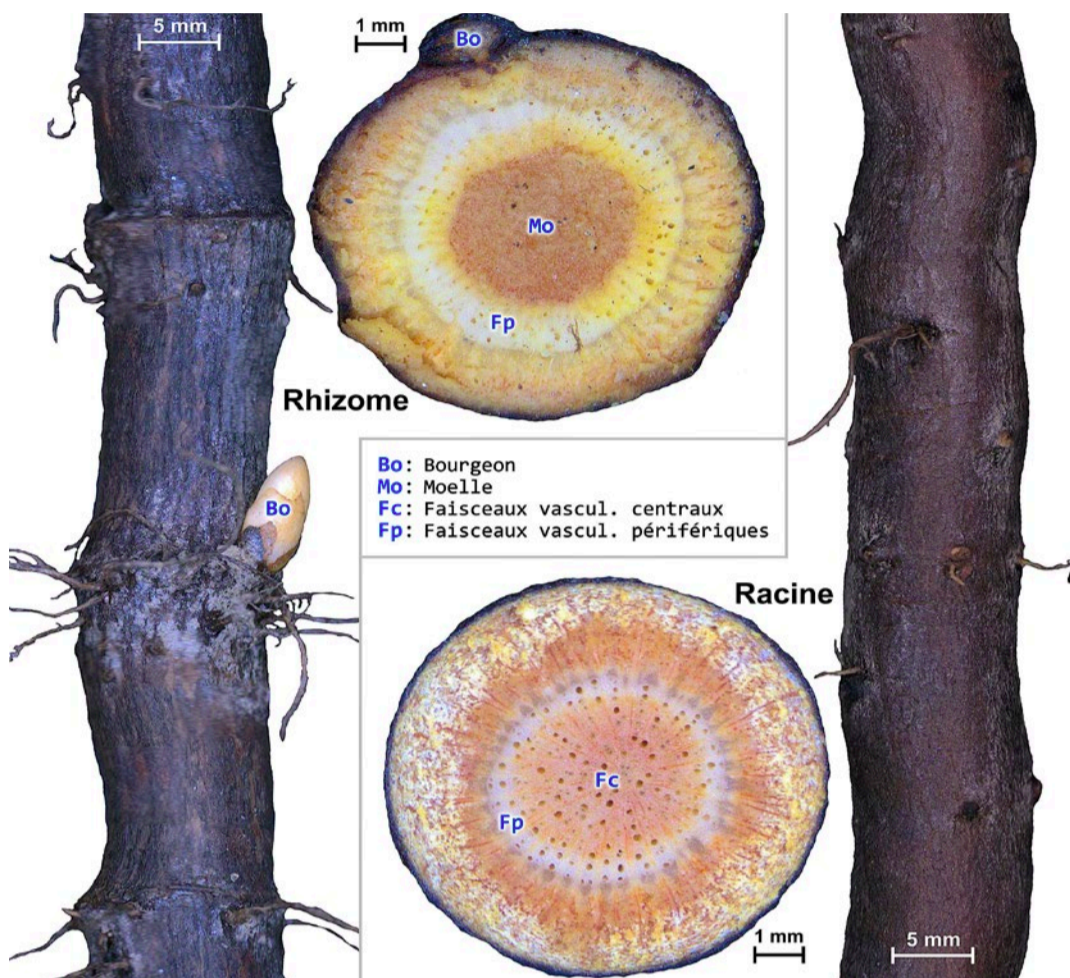 5 mm
1 mm
Bo
Mo
Fp
Rhizome
Bo
Bo: Bourgeon
Mo: Moelle
Fc: Faisceaux vascul. centraux
Fp: Faisceaux vascul. périfériques
Racine
Fc
Fp
1 mm
5 mm